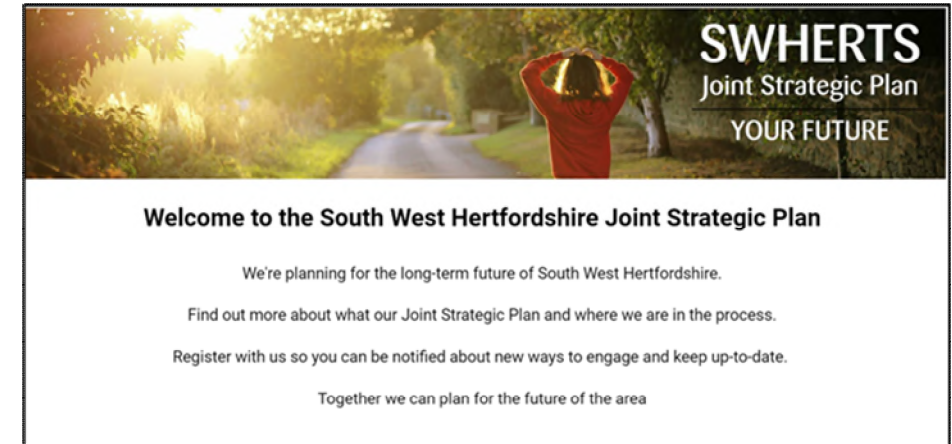 SWHERTS
Joint Strategic Plan
YOUR FUTURE
Welcome to the South West Hertfordshire Joint Strategic Plan
We're planning for the long-term future of South West Hertfordshire.
Find out more about what our Joint Strategic Plan and where we are in the process.
Register with us so you can be notified about new ways to engage and keep up-to-date.
Together we can plan for the future of the area